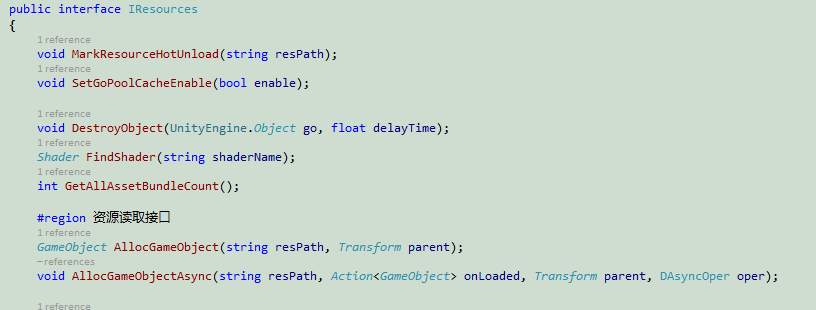 public interface IResources
{
1 reference
void MarkResourceHotUnload(string resPath);
1 reference
void SetGoPoolCacheEnable(bool enable);
1 reference
void DestroyObject(UnityEngine.Object go, float delayTime);
1 reference
Shader FindShader(string shaderName);
1 reference
int GetAllAssetBundleCount();
#region 资源读取接口
1 reference
GameObject AllocGameObject(string resPath, Transform parent);
-references
void AllocGameObjectAsync(string resPath, Action<GameObject> onLoaded, Transform parent, DAsyncOper oper);
1 reference